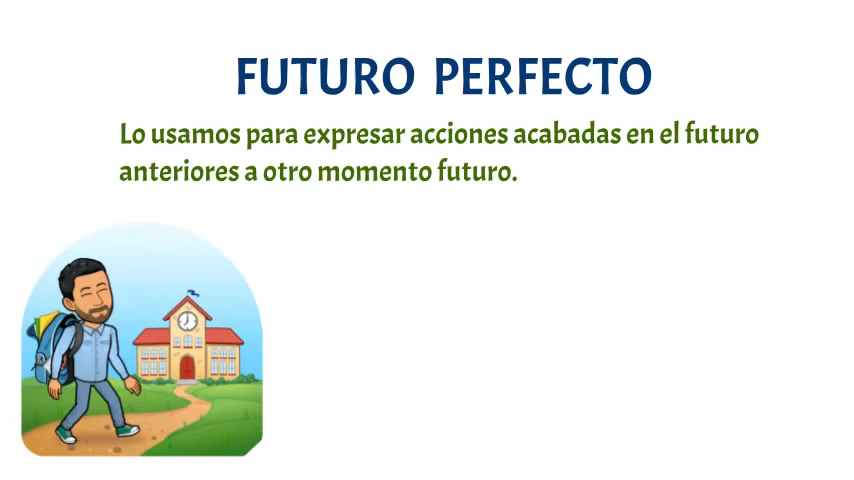 FUTURO PERFECTO
Lo usamos para expresar acciones acabadas en el futuro
anteriores a otro momento futuro.